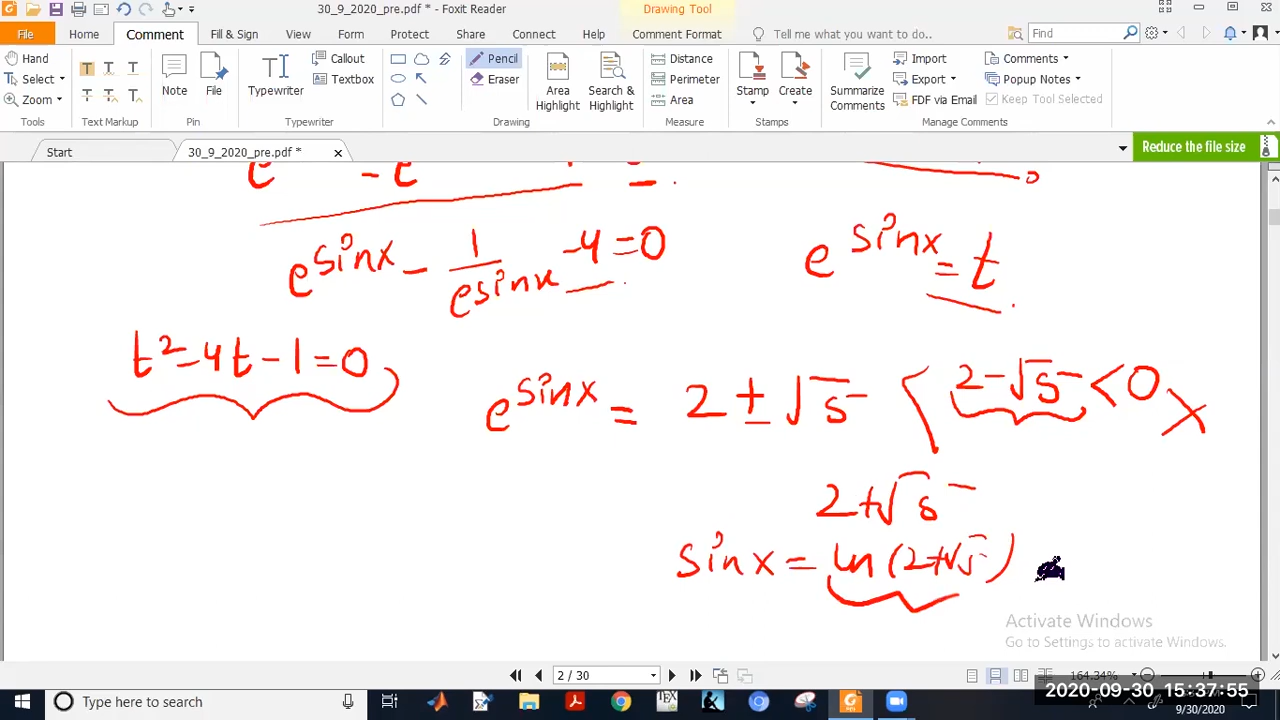 30_9_2020_pre.pdf * - Foxit Reader
Drawing Tool
File Home Comment Fill & Sign View Form Protect Share Connect Help Comment Format Tell me what you want to do.. Find
Hand
Select
Zoom
Tools
Text Markup
Note
File
Pin
Typewriter
Callout
Textbox
Typewriter
Pencil
Eraser
Area Highlight
Search & Highlight
Drawing
Distance
Perimeter
Area
Measure
Stamp
Create
Stamps
Summarize Comments
Import
Export
FDF via Email
Comments
Popup Notes
Keep Tool Selected
Manage Comments
Start 30_9_2020_pre.pdf * Reduce the file size
e^sinx - 1/e^sinx -4 =0
e^sinx = t
t²-4t-1=0
e^sinx = 2 ± √5
2-√5 <0 X
2+√5
sinx = ln(2+√5)
Activate Windows
Go to Settings to activate Windows.
2 / 30
164.34%
Type here to search
2020-09-30 15:37:55
9/30/2020